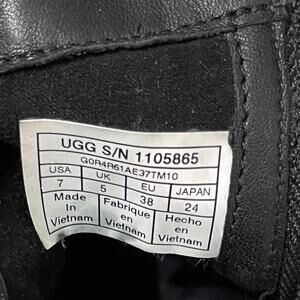 UGG S/N 1105865
G0R4R61AE37TM10
USA UK EU JAPAN
7 5 38 24
Made Fabrique Hecho
In en en
Vietnam Vietnam Vietnam